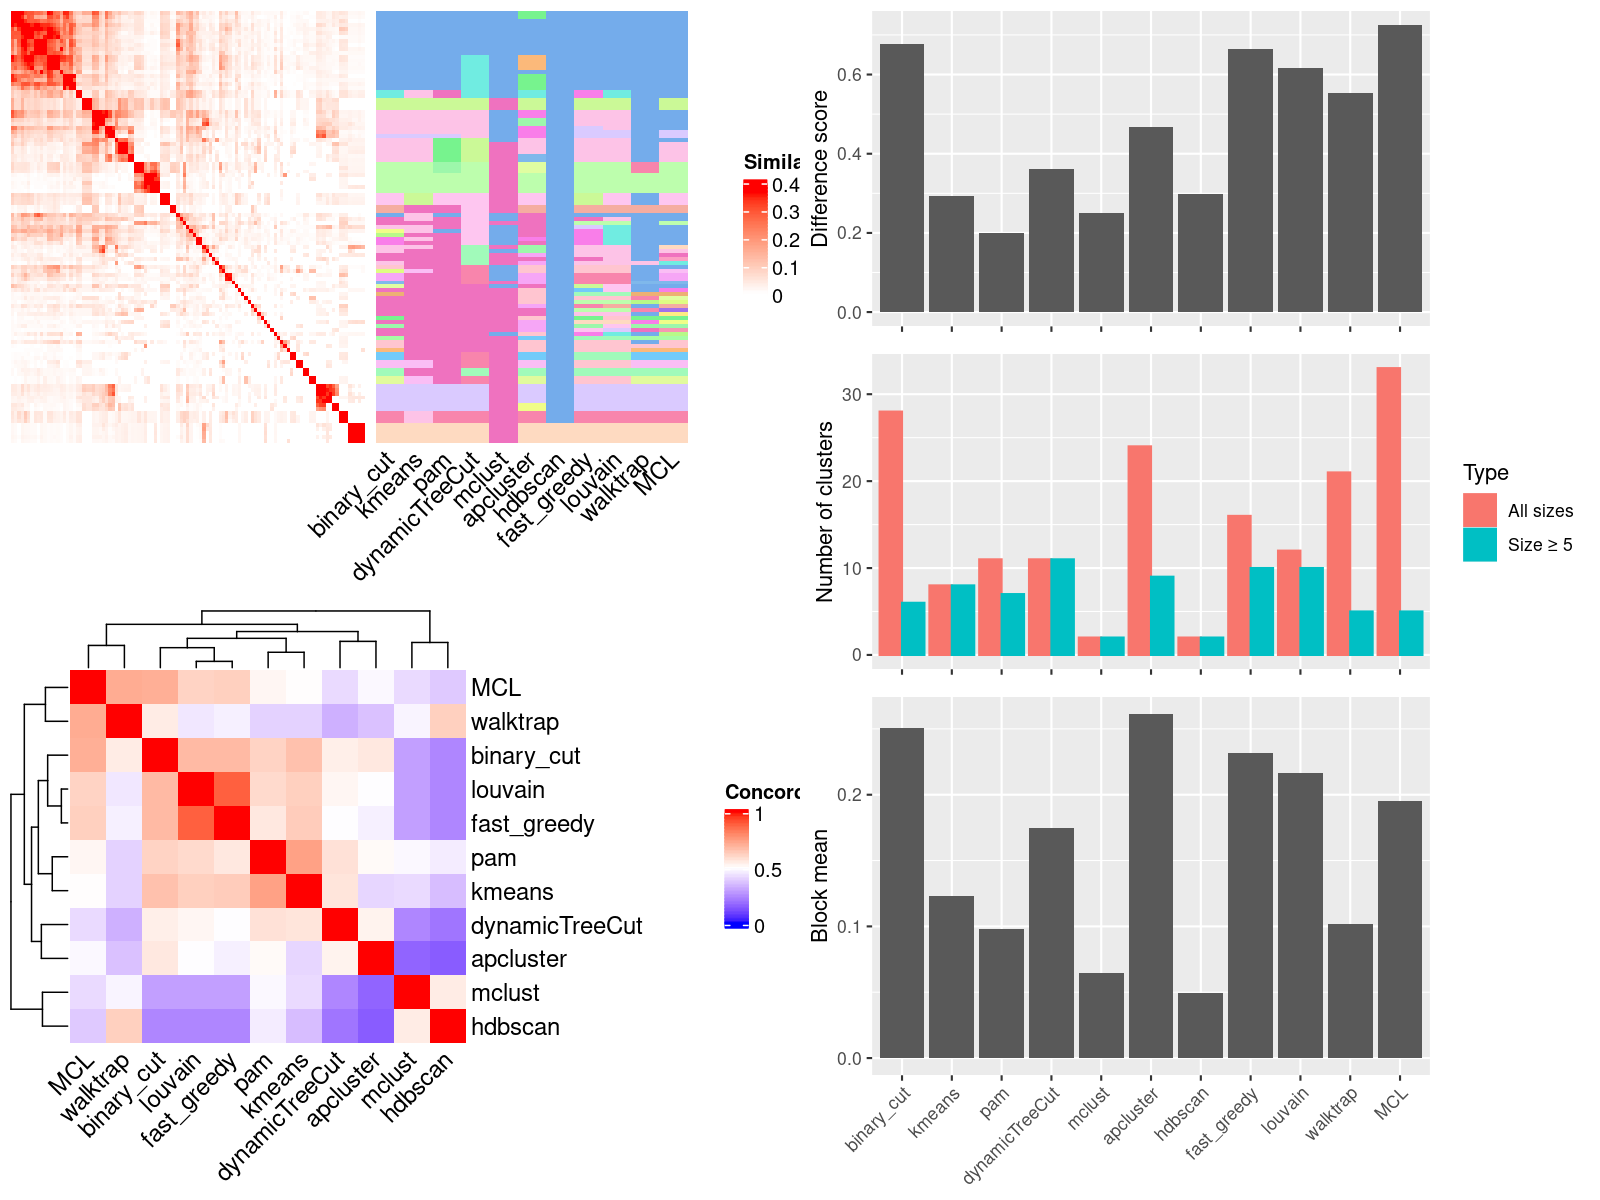 Simila
0.4
0.3
0.2
0.1
0
binary_cut
kmeans
pam
dynamicTreeCut
mclust
apcluster
hdbscan
fast_greedy
louvain
walktrap
MCL
MCL
walktrap
binary_cut
louvain
fast_greedy
pam
kmeans
dynamicTreeCut
apcluster
mclust
hdbscan
MCL
walktrap
binary_cut
louvain
fast_greedy
pam
kmeans
dynamicTreeCut
apcluster
mclust
hdbscan
Concord
1
0.5
0
Difference score
0.6
0.4
0.2
0.0
Number of clusters
30
20
10
0
Type
All sizes
Size ≥ 5
Block mean
0.2
0.1
0.0
binary_cut
kmeans
pam
dynamicTreeCut
mclust
apcluster
hdbscan
fast_greedy
louvain
walktrap
MCL